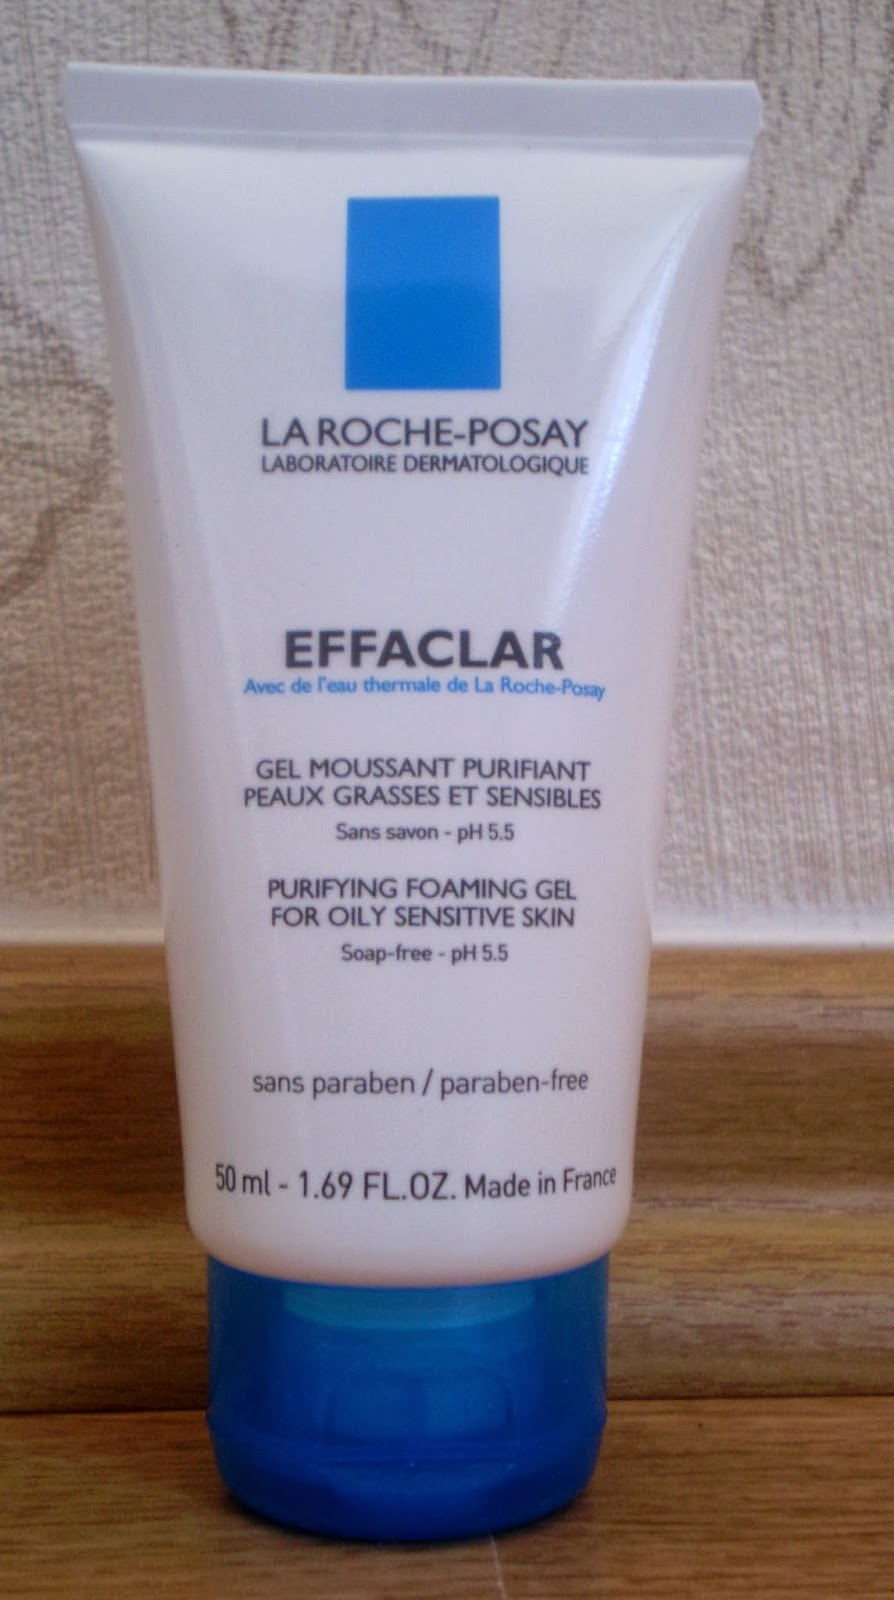 LA ROCHE-POSAY
LABORATOIRE DERMATOLOGIQUE
EFFACLAR
Avec de l'eau thermale de La Roche-Posay
GEL MOUSSANT PURIFIANT
PEAUX GRASSES ET SENSIBLES
Sans savon - pH 5.5
PURIFYING FOAMING GEL
FOR OILY SENSITIVE SKIN
Soap-free - pH 5.5
sans paraben / paraben-free
50 ml - 1.69 FL.OZ. Made in France